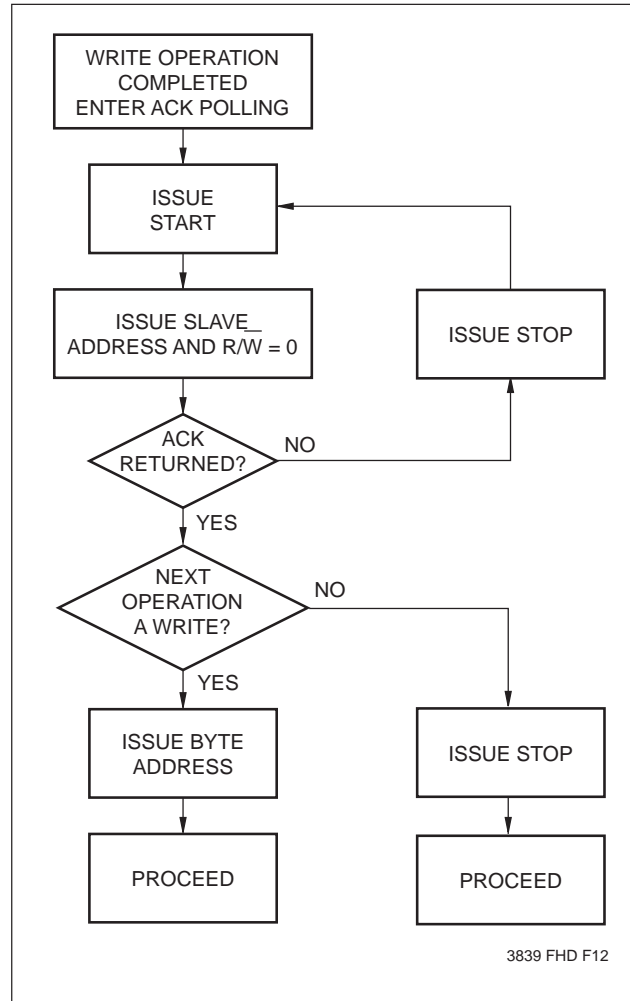 WRITE OPERATION
COMPLETED
ENTER ACK POLLING
ISSUE
START
ISSUE SLAVE
ADDRESS AND R/W = 0
ISSUE STOP
ACK
RETURNED?
NO
YES
NEXT
OPERATION
A WRITE?
NO
YES
ISSUE BYTE
ADDRESS
ISSUE STOP
PROCEED
PROCEED
3839 FHD F12